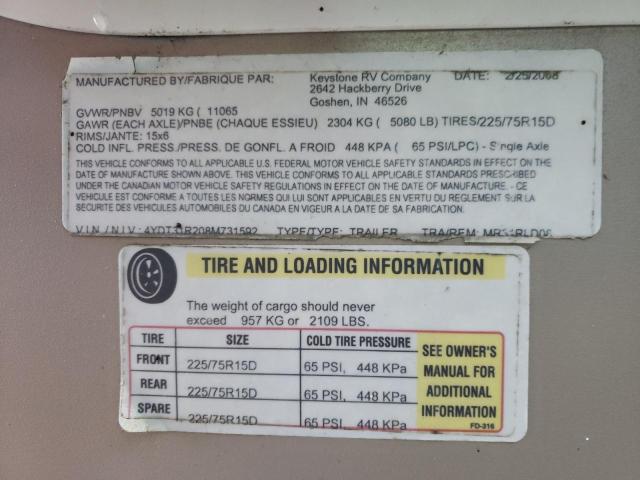 MANUFACTURED BY/FABRIQUE PAR: Keystone RV Company DATE: 2/25/2008
2642 Hackberry Drive
Goshen, IN 46526
GVWR/PNBV 5019 KG ( 11065
GAWR (EACH AXLE)/PNBE (CHAQUE ESSIEU) 2304 KG ( 5080 LB) TIRES/225/75R15D
RIMS/JANTE: 15x6
COLD INFL. PRESS./PRESS. DE GONFL. A FROID 448 KPA ( 65 PSI/LPC) - Single Axle
THIS VEHICLE CONFORMS TO ALL APPLICABLE U.S. FEDERAL MOTOR VEHICLE SAFETY STANDARDS IN EFFECT ON THE
DATE OF MANUFACTURE SHOWN ABOVE. THIS VEHICLE CONFORMS TO ALL APPLICABLE STANDARDS PRESCRIBED
UNDER THE CANADIAN MOTOR VEHICLE SAFETY REGULATIONS IN EFFECT ON THE DATE OF MANUFACTURE. - CE
VEHICULE EST CONFORME A TOUTES LES NORMES QUI LUI SONT APPLICABLES EN VERTU DU REGLEMENT SUR LA
SECURITE DES VEHICULES AUTOMOBILES DU CANADA EN VIGEUR A LA DATE DE SA FABRICATION.
V.I.N./N.I.V.: TYPE/TYPE: TRAILER TRA/REM:
TIRE AND LOADING INFORMATION
The weight of cargo should never
exceed 957 KG or 2109 LBS.
TIRE SIZE COLD TIRE PRESSURE
FRONT 225/75R15D 65 PSI, 448 KPa
REAR 225/75R15D 65 PSI, 448 KPa
SPARE 225/75R15D 65 PSI, 448 KPa
SEE OWNER'S
MANUAL FOR
ADDITIONAL
INFORMATION
FD-316